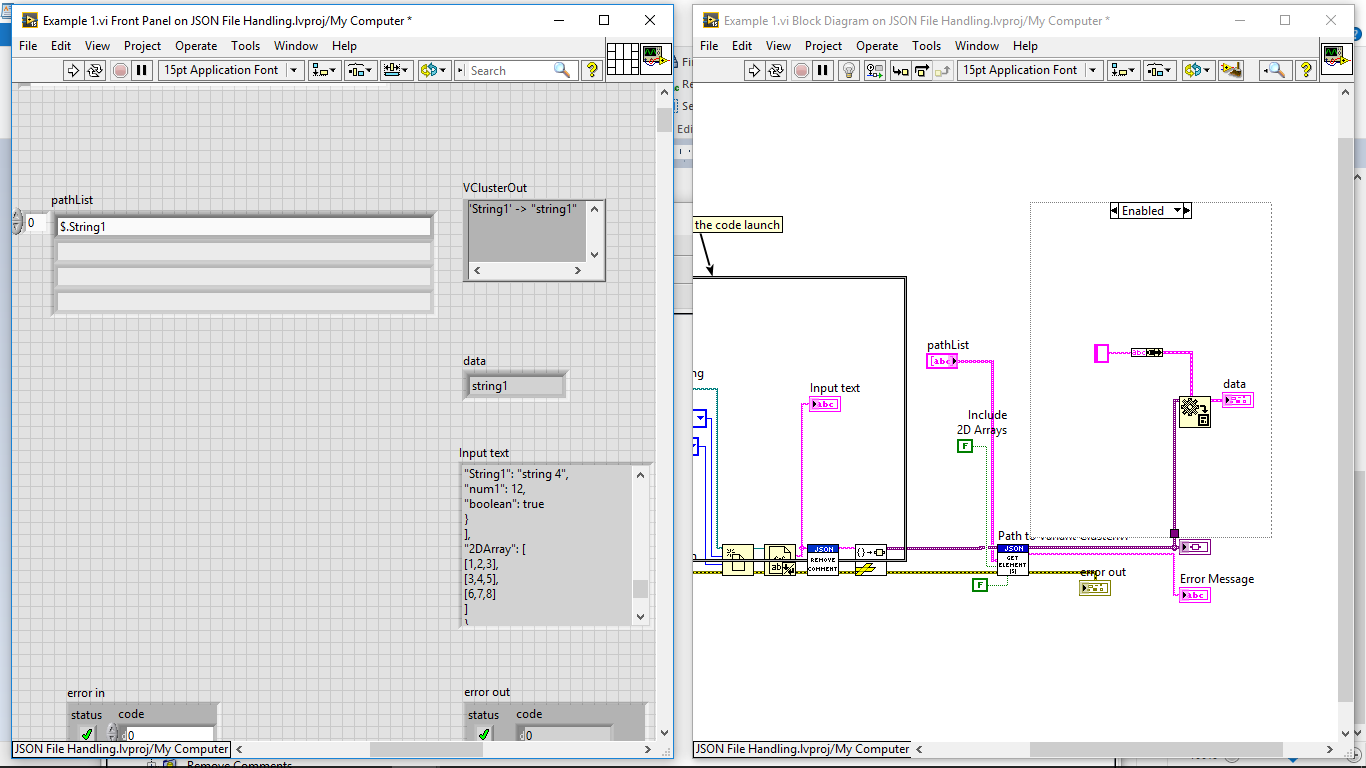 Example 1.vi Front Panel on JSON File Handling.lvproj/My Computer *
File Edit View Project Operate Tools Window Help
15pt Application Font
Search
pathList
0
$.String1
VClusterOut
'String1' -> "string1"
data
string1
Input text
"String1": "string 4",
"num1": 12,
"boolean": true
}
],
"2DArray": [
[1,2,3],
[3,4,5],
[6,7,8]
]
}
error in
status code
0
error out
status code
0
JSON File Handling.lvproj/My Computer
Remove Comments
Example 1.vi Block Diagram on JSON File Handling.lvproj/My Computer *
File Edit View Project Operate Tools Window Help
15pt Application Font
the code launch
Enabled
pathList
abc
abc
data
Input text
abc
Include
2D Arrays
F
JSON
REMOVE
COMMENT
JSON
GET
ELEMENT
(S)
F
error out
Error Message
abc
JSON File Handling.lvproj/My Computer